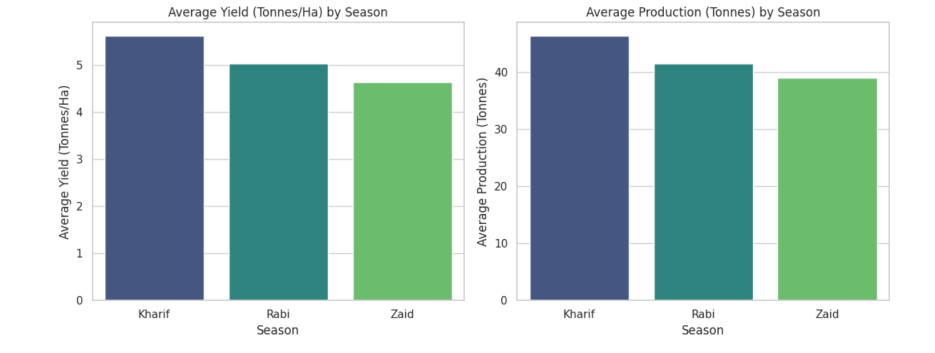 Average Yield (Tonnes/Ha) by Season
Average Yield (Tonnes/Ha)
5
4
3
2
1
0
Kharif Rabi Zaid
Season
Average Production (Tonnes) by Season
Average Production (Tonnes)
40
30
20
10
0
Kharif Rabi Zaid
Season